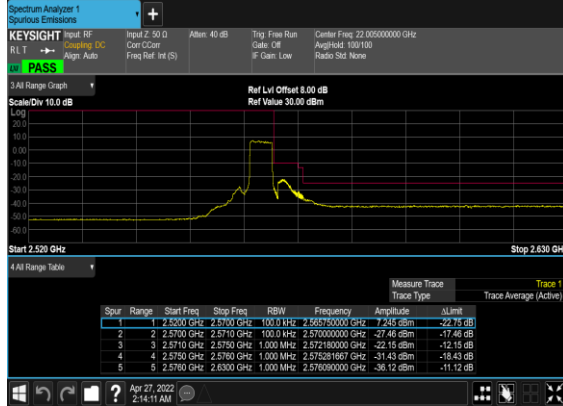 Spectrum Analyzer 1
Spurious Emissions
+
KEYSIGHT Input: RF Input Z: 50 Ω Atten: 40 dB Trig: Free Run Center Freq: 22.005000000 GHz
RLT Coupling: DC Corr CCorr Gate: Off Avg|Hold: 100/100
Align: Auto Freq Ref: Int (S) IF Gain: Low Radio Std: None
PASS
3 All Range Graph
Ref Lvl Offset 8.00 dB
Scale/Div 10.0 dB Ref Value 30.00 dBm
Log
20.0
10.0
0.00
-10.0
-20.0
-30.0
-40.0
-50.0
-60.0
Start 2.520 GHz Stop 2.630 GH
4 All Range Table
Measure Trace Trace 1
Trace Type Trace Average (Active)
Spur Range Start Freq Stop Freq RBW Frequency Amplitude ΔLimit
1 1 2.5200 GHz 2.5700 GHz 100.0 kHz 2.565750000 GHz 7.245 dBm -22.75 dB
2 2 2.5700 GHz 2.5710 GHz 100.0 kHz 2.570000000 GHz -27.46 dBm -17.46 dB
3 3 2.5710 GHz 2.5750 GHz 1.000 MHz 2.572180000 GHz -22.15 dBm -12.15 dB
4 4 2.5750 GHz 2.5760 GHz 1.000 MHz 2.575281667 GHz -31.43 dBm -18.43 dB
5 5 2.5760 GHz 2.6300 GHz 1.000 MHz 2.576090000 GHz -36.12 dBm -11.12 dB
? Apr 27, 2022
2:14:11 AM